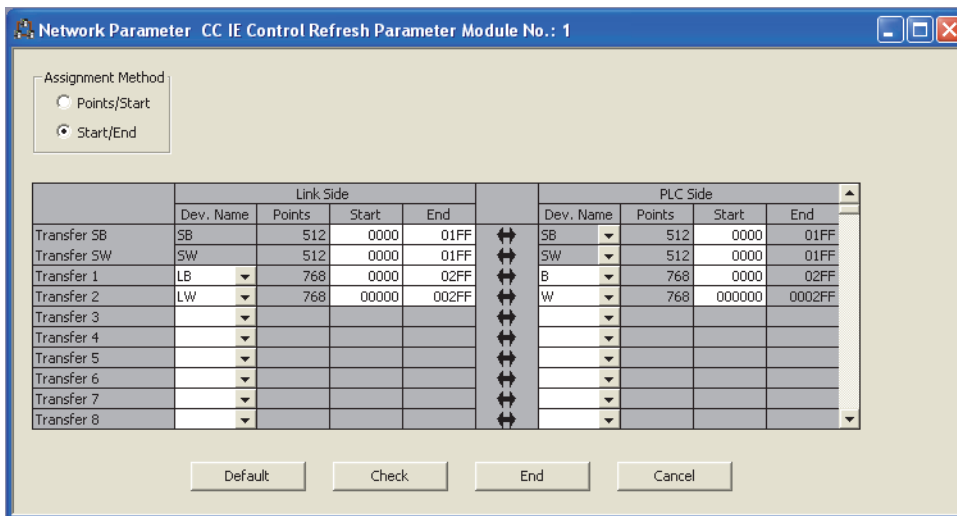 Network Parameter CC IE Control Refresh Parameter Module No.: 1
Assignment Method
Points/Start
Start/End
Link Side PLC Side
Dev. Name Points Start End Dev. Name Points Start End
Transfer SB SB 512 0000 01FF SB 512 0000 01FF
Transfer SW SW 512 0000 01FF SW 512 0000 01FF
Transfer 1 LB 768 0000 02FF B 768 0000 02FF
Transfer 2 LW 768 00000 002FF W 768 000000 0002FF
Transfer 3
Transfer 4
Transfer 5
Transfer 6
Transfer 7
Transfer 8
Default Check End Cancel